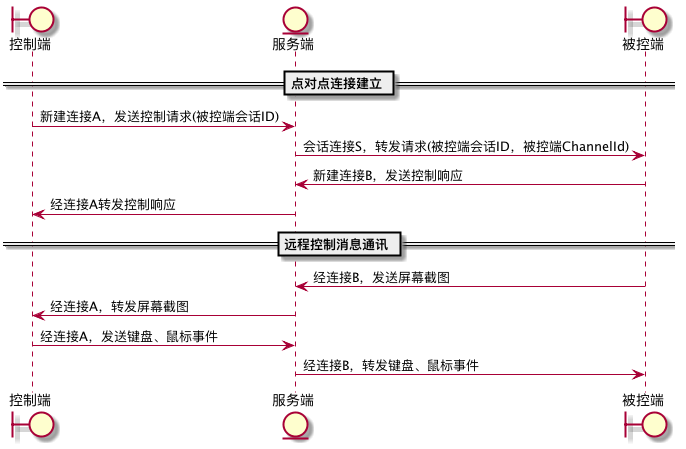 控制端 服务端 被控端
点对点连接建立
新建连接A，发送控制请求(被控端会话ID)
会话连接S，转发请求(被控端会话ID，被控端ChannelId)
新建连接B，发送控制响应
经连接A转发控制响应
远程控制消息通讯
经连接B，发送屏幕截图
经连接A，转发屏幕截图
经连接A，发送键盘、鼠标事件
经连接B，转发键盘、鼠标事件
控制端 服务端 被控端